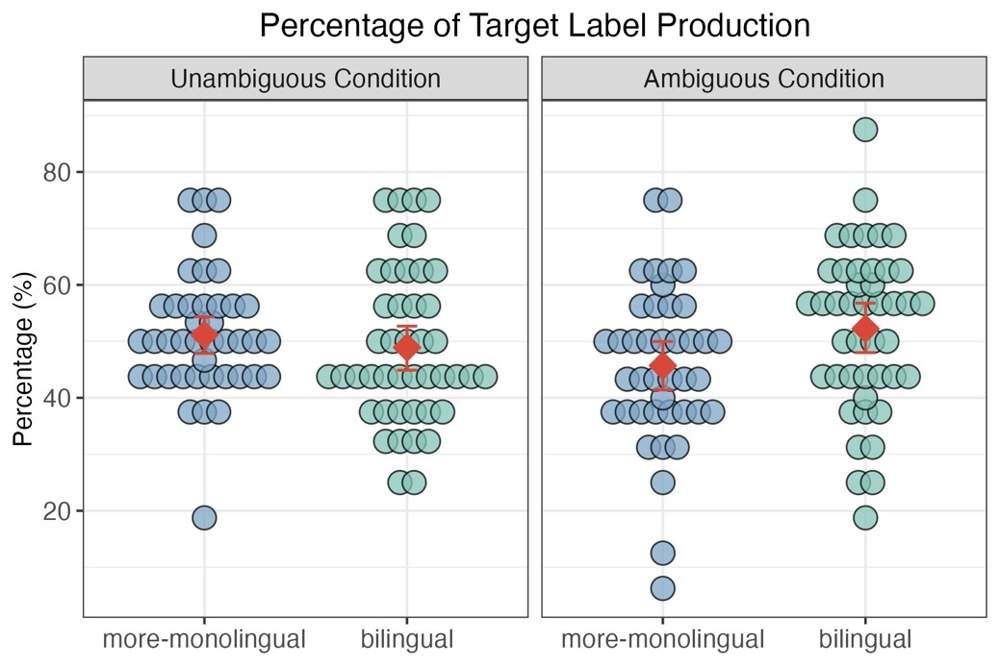 Percentage of Target Label Production
Unambiguous Condition
Ambiguous Condition
Percentage (%)
80
60
40
20
more-monolingual
bilingual
more-monolingual
bilingual